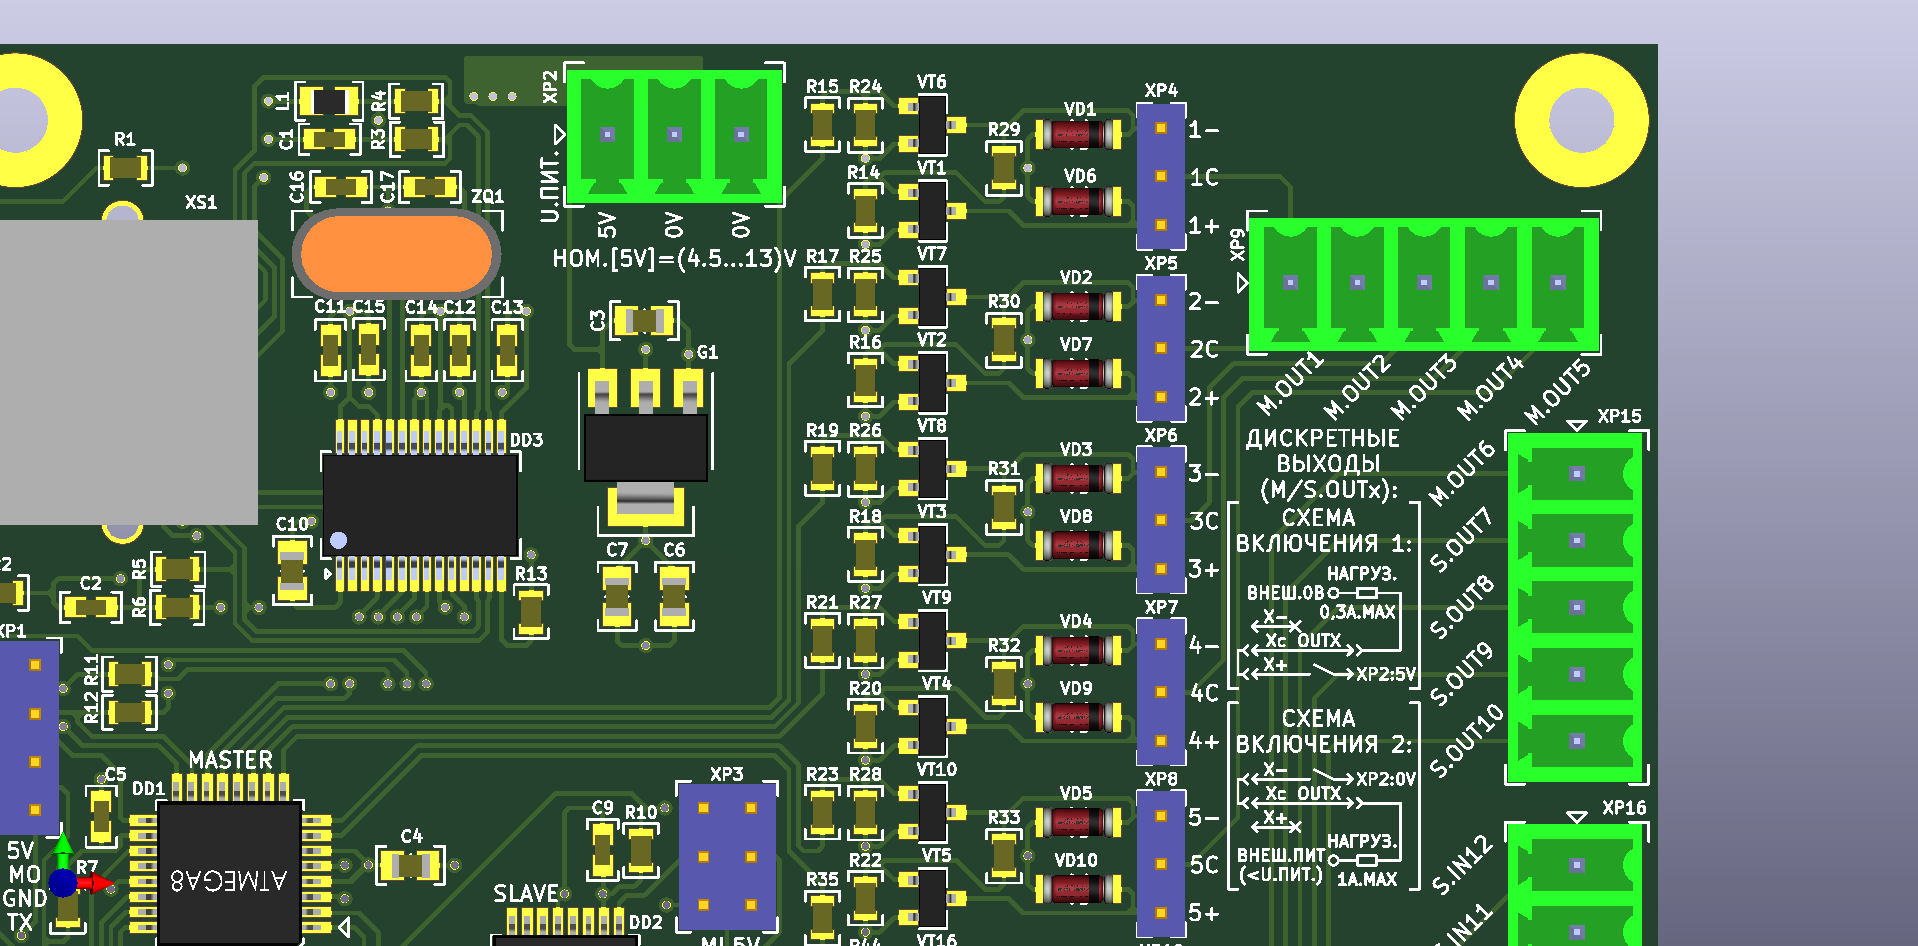 L1
C1
R4
R3
R1
XS1
C16
C17
ZQ1
C11
C15
C14
C12
C13
XP2
U.ПИТ.
5V
0V
0V
НОМ.[5V]=(4.5...13)V
C3
G1
DD3
C10
R13
C7
C6
R5
R6
C2
XP1
R11
R12
C5
DD1
MASTER
ATMEGA8
C4
5V
MO
GND
TX
R7
SLAVE
DD2
C9
R10
XP3
R15
R24
VT6
R14
VT1
R17
R25
VT7
R16
VT2
R19
R26
VT8
R18
VT3
R21
R27
VT9
R20
VT4
R23
R28
VT10
R22
VT5
R35
R44
VT16
R29
R30
R31
R32
R33
VD1
VD6
VD2
VD7
VD3
VD8
VD4
VD9
VD5
VD10
XP4
1-
1C
1+
XP5
2-
2C
2+
XP6
3-
3C
3+
XP7
4-
4C
4+
XP8
5-
5C
5+
XP9
M.OUT1
M.OUT2
M.OUT3
M.OUT4
M.OUT5
ДИСКРЕТНЫЕ
ВЫХОДЫ
(M/S.OUTx):
СХЕМА
ВКЛЮЧЕНИЯ 1:
НАГРУЗ.
ВНЕШ.0В
0,3А.МАХ
X-
Xc OUTX
X+
XP2:5V
СХЕМА
ВКЛЮЧЕНИЯ 2:
X-
XP2:0V
Xc OUTX
X+
НАГРУЗ.
ВНЕШ.ПИТ
(<U.ПИТ.)
1A.MAX
XP15
M.OUT6
S.OUT7
S.OUT8
S.OUT9
S.OUT10
XP16
S.IN12
S.IN11